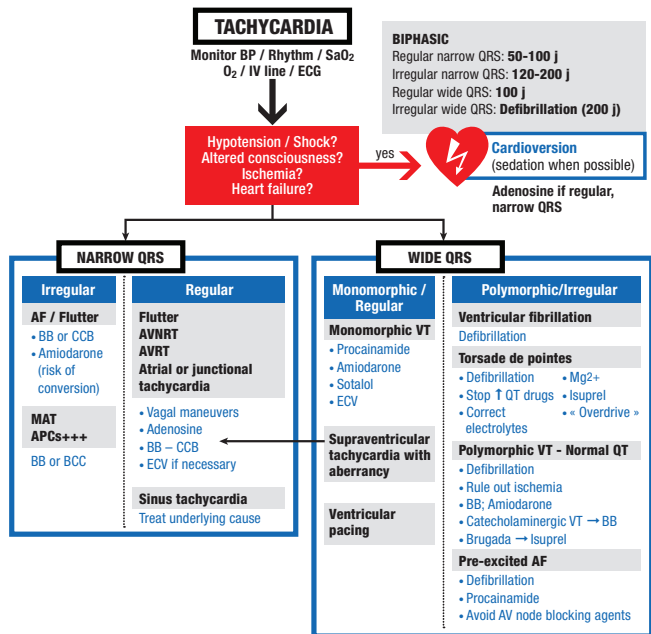 TACHYCARDIA
Monitor BP / Rhythm / SaO₂
O₂ / IV line / ECG
BIPHASIC
Regular narrow QRS: 50-100 j
Irregular narrow QRS: 120-200 j
Regular wide QRS: 100 j
Irregular wide QRS: Defibrillation (200 j)
Hypotension / Shock?
Altered consciousness?
Ischemia?
Heart failure?
yes
Cardioversion
(sedation when possible)
Adenosine if regular,
narrow QRS
NARROW QRS
Irregular
AF / Flutter
• BB or CCB
• Amiodarone
(risk of
conversion)
MAT
APCs+++
BB or BCC
Regular
Flutter
AVNRT
AVRT
Atrial or junctional
tachycardia
• Vagal maneuvers
• Adenosine
• BB – CCB
• ECV if necessary
Sinus tachycardia
Treat underlying cause
WIDE QRS
Monomorphic /
Regular
Monomorphic VT
• Procainamide
• Amiodarone
• Sotalol
• ECV
Supraventricular
tachycardia with
aberrancy
Ventricular
pacing
Polymorphic/Irregular
Ventricular fibrillation
Defibrillation
Torsade de pointes
• Defibrillation
• Stop ↑ QT drugs
• Correct
electrolytes
• Mg2+
• Isuprel
• « Overdrive »
Polymorphic VT - Normal QT
• Defibrillation
• Rule out ischemia
• BB; Amiodarone
• Catecholaminergic VT → BB
• Brugada → Isuprel
Pre-excited AF
• Defibrillation
• Procainamide
• Avoid AV node blocking agents